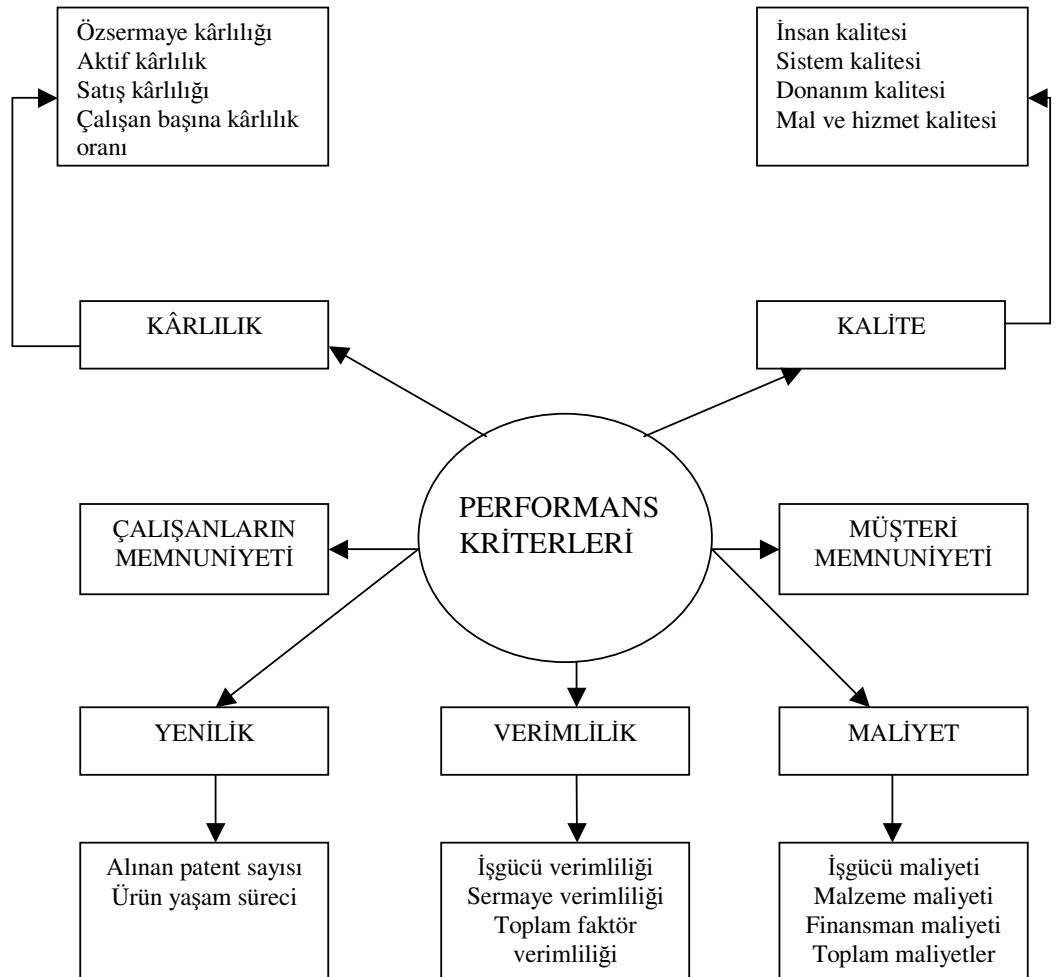 Özsermaye kârlılığı
Aktif kârlılık
Satış kârlılığı
Çalışan başına kârlılık
oranı
İnsan kalitesi
Sistem kalitesi
Donanım kalitesi
Mal ve hizmet kalitesi
KÂRLILIK
KALİTE
PERFORMANS
KRİTERLERİ
ÇALIŞANLARIN
MEMNUNİYETİ
MÜŞTERİ
MEMNUNİYETİ
YENİLİK
VERİMLİLİK
MALİYET
Alınan patent sayısı
Ürün yaşam süreci
İşgücü verimliliği
Sermaye verimliliği
Toplam faktör
verimliliği
İşgücü maliyeti
Malzeme maliyeti
Finansman maliyeti
Toplam maliyetler